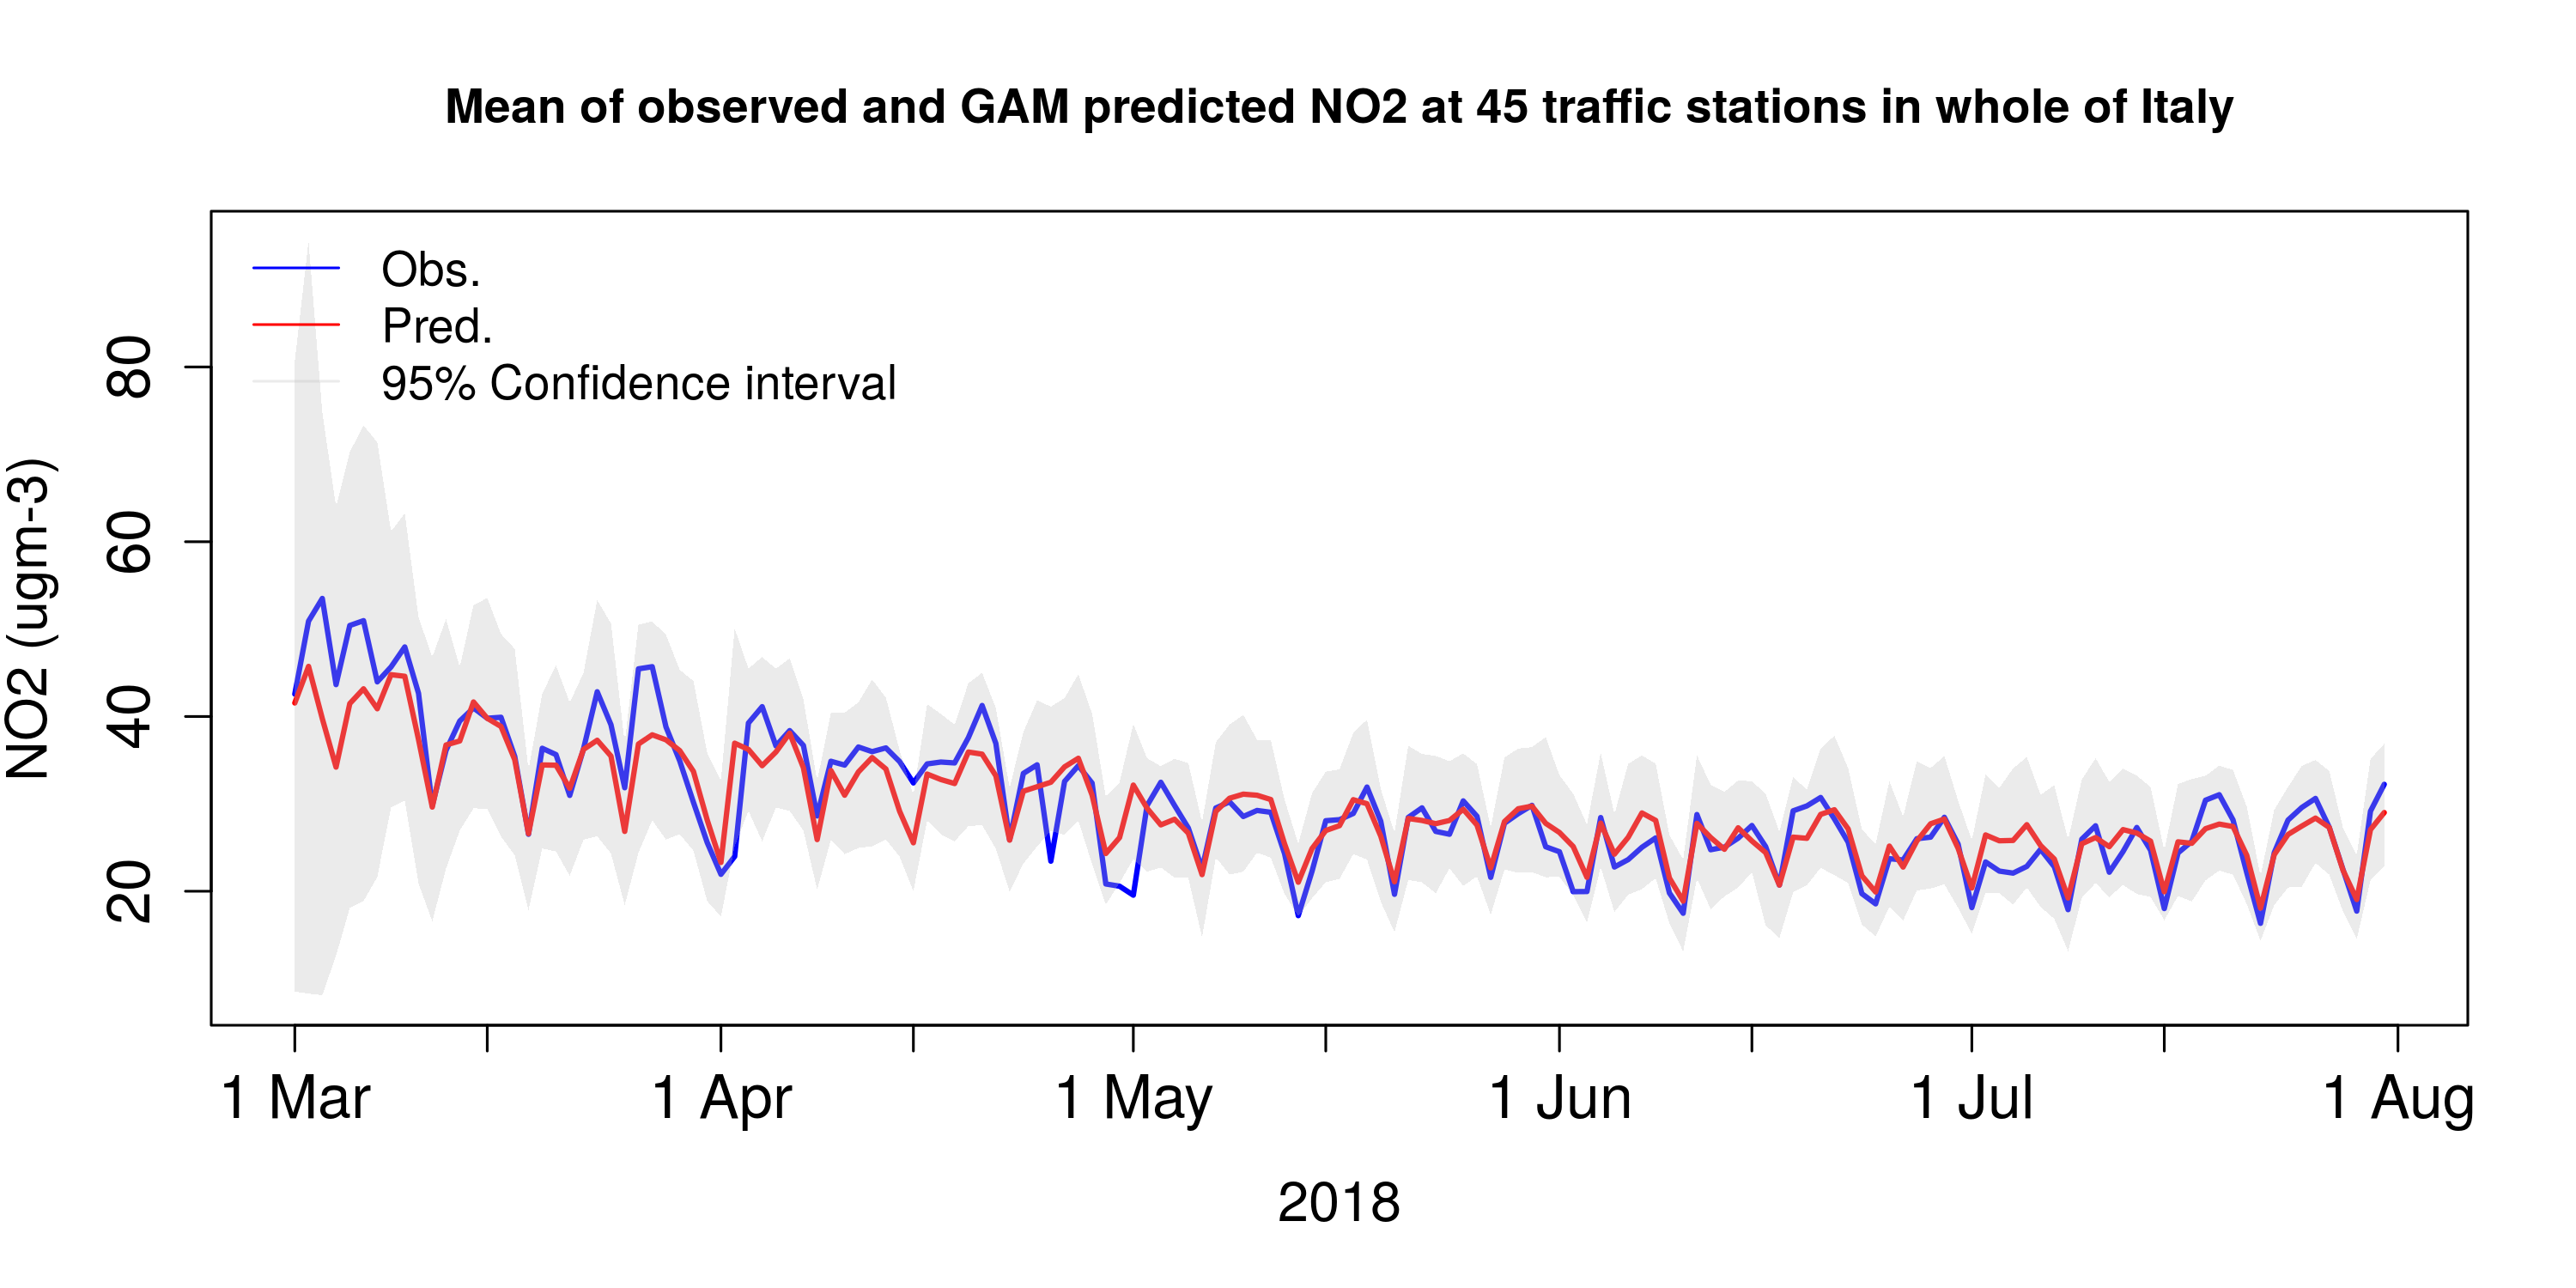 Mean of observed and GAM predicted NO2 at 45 traffic stations in whole of Italy
Obs.
Pred.
95% Confidence interval
NO2 (ugm-3)
80
60
40
20
1 Mar
1 Apr
1 May
1 Jun
1 Jul
1 Aug
2018